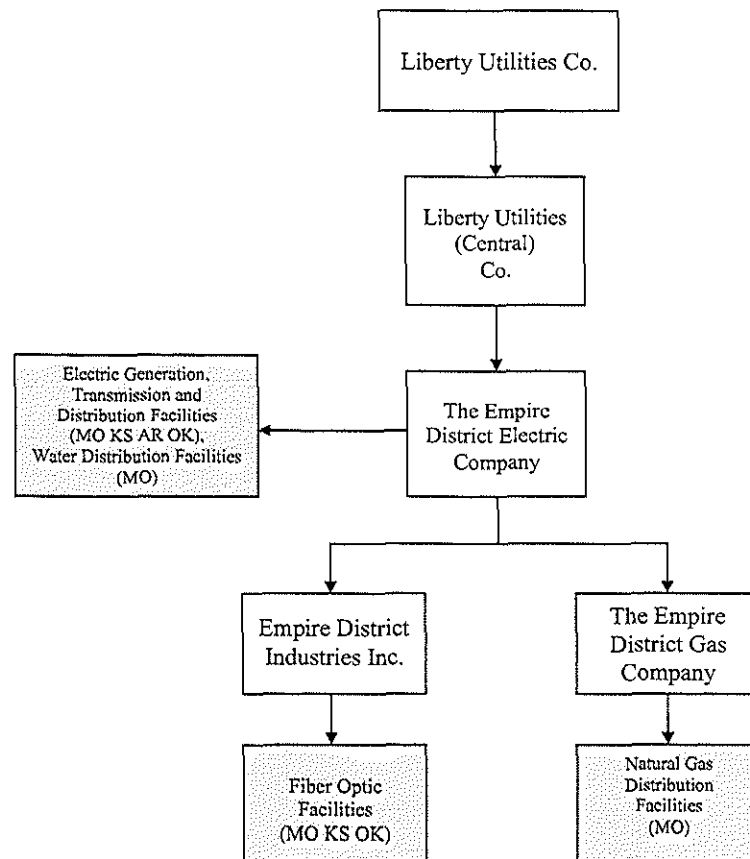 Liberty Utilities Co.
Liberty Utilities
(Central)
Co.
Electric Generation,
Transmission and
Distribution Facilities
(MO KS AR OK),
Water Distribution Facilities
(MO)
The Empire
District Electric
Company
Empire District
Industries Inc.
The Empire
District Gas
Company
Fiber Optic
Facilities
(MO KS OK)
Natural Gas
Distribution
Facilities
(MO)